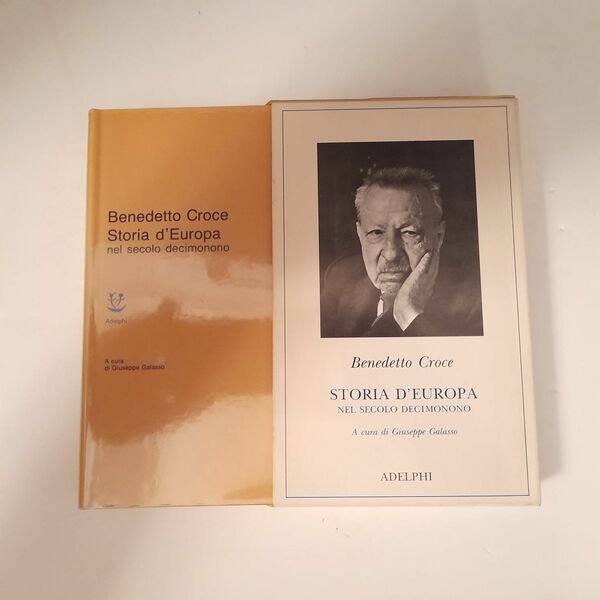 Benedetto Croce
Storia d'Europa
nel secolo decimonono
Adelphi
A cura
di Giuseppe Galasso
Benedetto Croce
STORIA D'EUROPA
NEL SECOLO DECIMONONO
A cura di Giuseppe Galasso
ADELPHI